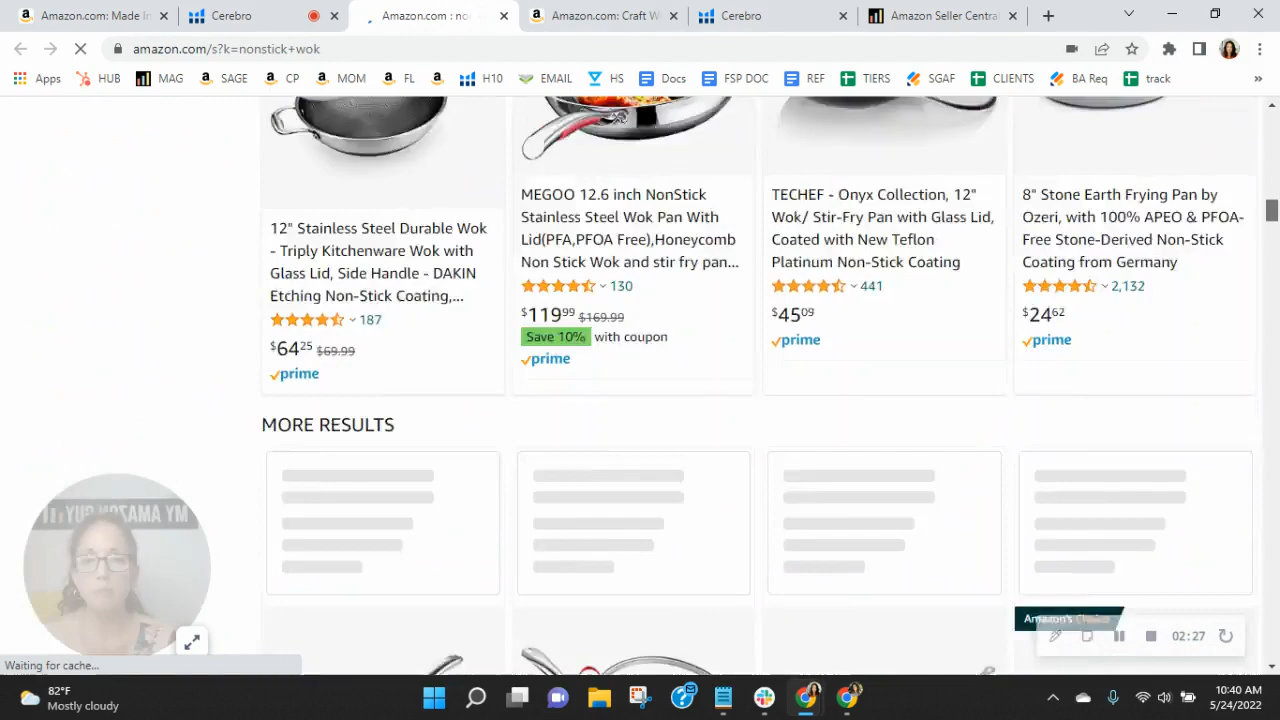 Amazon.com: Made In
Cerebro
Amazon.com : no
Amazon.com: Craft W
Cerebro
Amazon Seller Centra
amazon.com/s?k=nonstick+wok
Apps
HUB
MAG
SAGE
CP
MOM
FL
H10
EMAIL
HS
Docs
FSP DOC
REF
TIERS
SGAF
CLIENTS
BA Req
track
»
12" Stainless Steel Durable Wok
- Triply Kitchenware Wok with
Glass Lid, Side Handle - DAKIN
Etching Non-Stick Coating,...
187
$64 25 $69.99
prime
MEGOO 12.6 inch NonStick
Stainless Steel Wok Pan With
Lid(PFA,PFOA Free),Honeycomb
Non Stick Wok and stir fry pan...
130
$119 99 $169.99
Save 10% with coupon
prime
TECHEF - Onyx Collection, 12"
Wok/ Stir-Fry Pan with Glass Lid,
Coated with New Teflon
Platinum Non-Stick Coating
441
$45 09
prime
8" Stone Earth Frying Pan by
Ozeri, with 100% APEO & PFOA-
Free Stone-Derived Non-Stick
Coating from Germany
2,132
$24 62
prime
MORE RESULTS
MY AMAZON GUY
Amazon's Choice
02:27
Waiting for cache...
82°F
Mostly cloudy
10:40 AM
5/24/2022